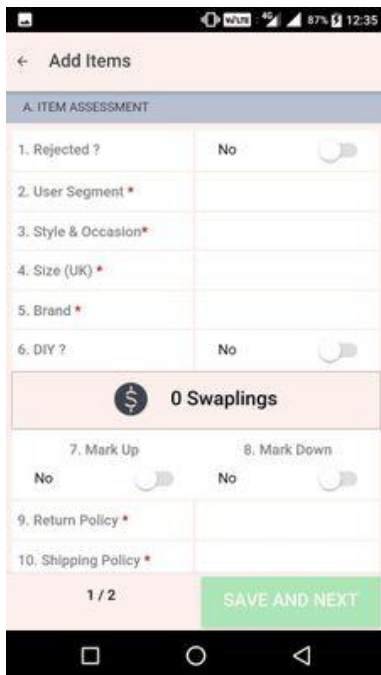 VoLTE 4G 87% 12:35
← Add Items
A. ITEM ASSESSMENT
1. Rejected ? No
2. User Segment *
3. Style & Occasion*
4. Size (UK) *
5. Brand *
6. DIY ? No
$ 0 Swaplings
7. Mark Up 8. Mark Down
No No
9. Return Policy *
10. Shipping Policy *
1 / 2 SAVE AND NEXT